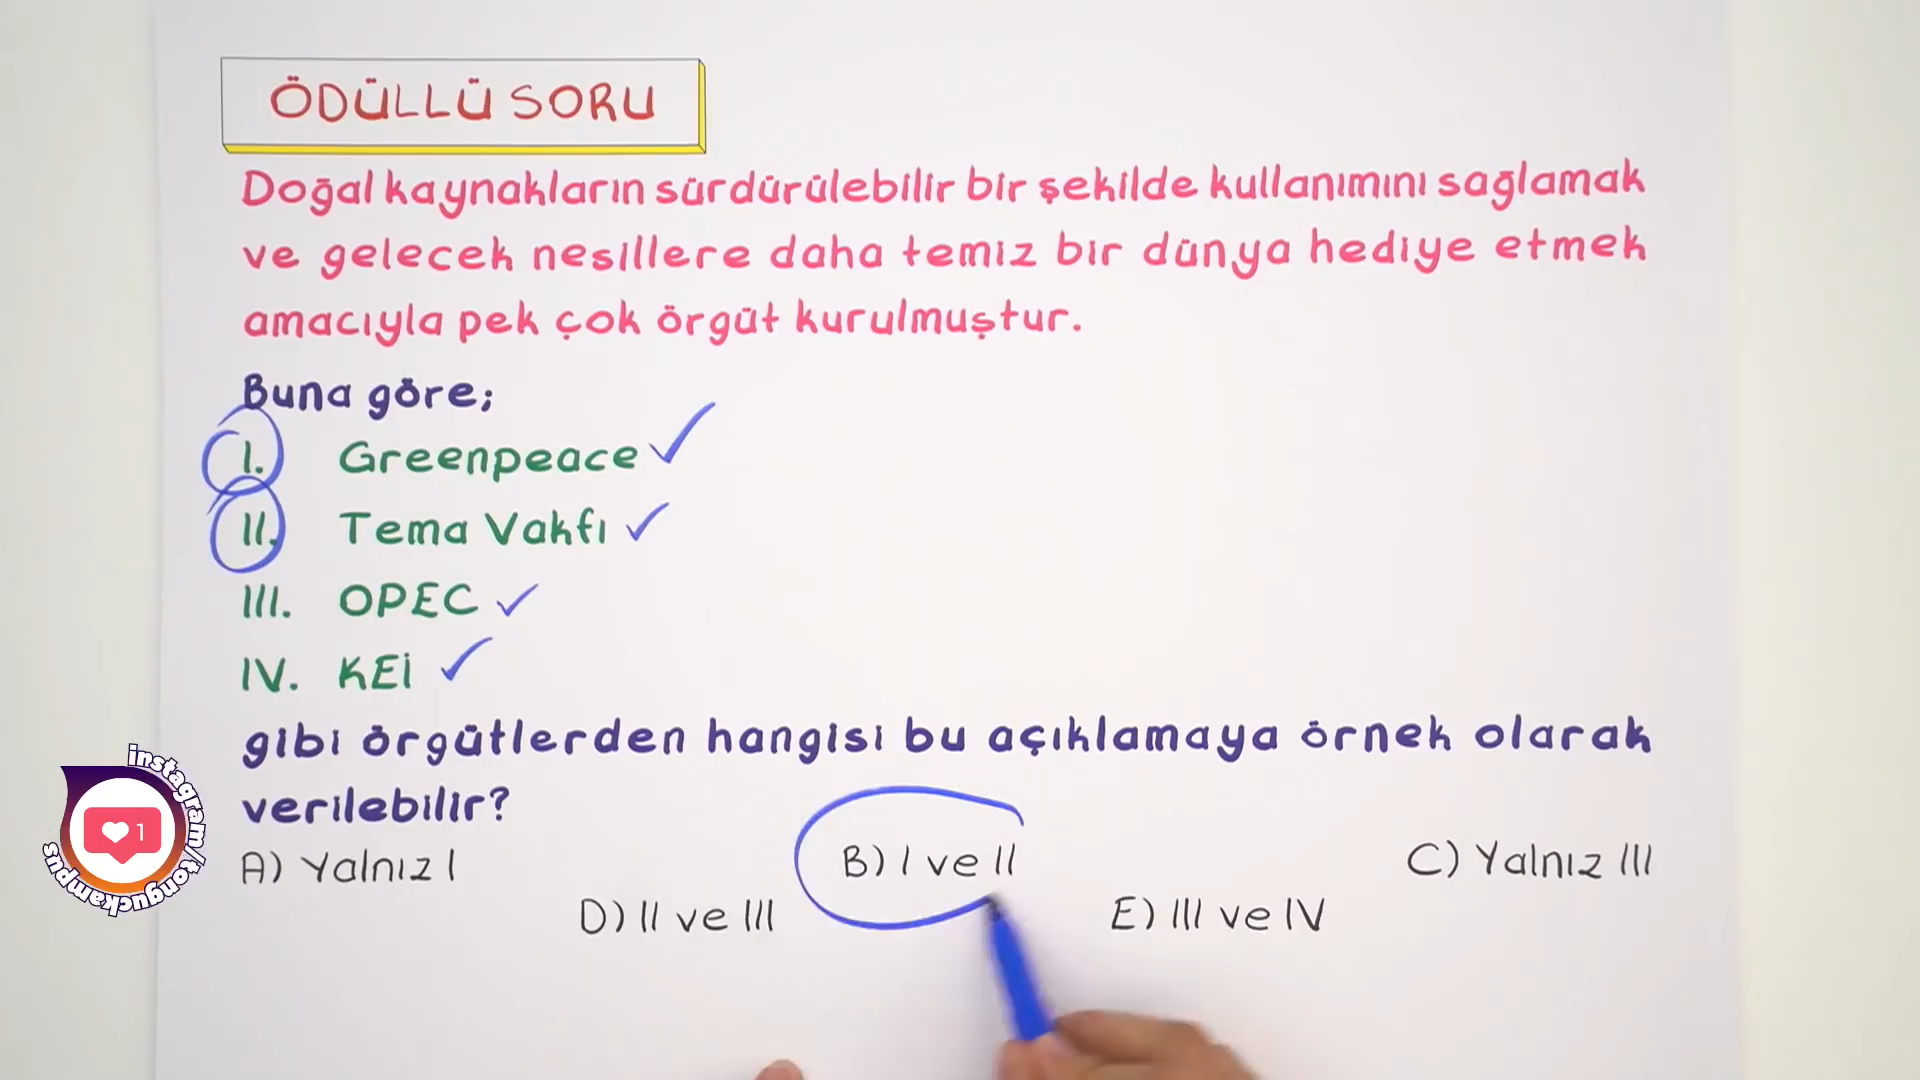 ÖDÜLLÜ SORU
Doğal kaynakların sürdürülebilir bir şekilde kullanımını sağlamak
ve gelecek nesillere daha temiz bir dünya hediye etmek
amacıyla pek çok örgüt kurulmuştur.
Buna göre;
I. Greenpeace
II. Tema Vakfı
III. OPEC
IV. KEİ
gibi örgütlerden hangisi bu açıklamaya örnek olarak
verilebilir?
A) Yalnız I
B) I ve II
C) Yalnız III
D) II ve III
E) III ve IV
instagram/tonguckampus
1